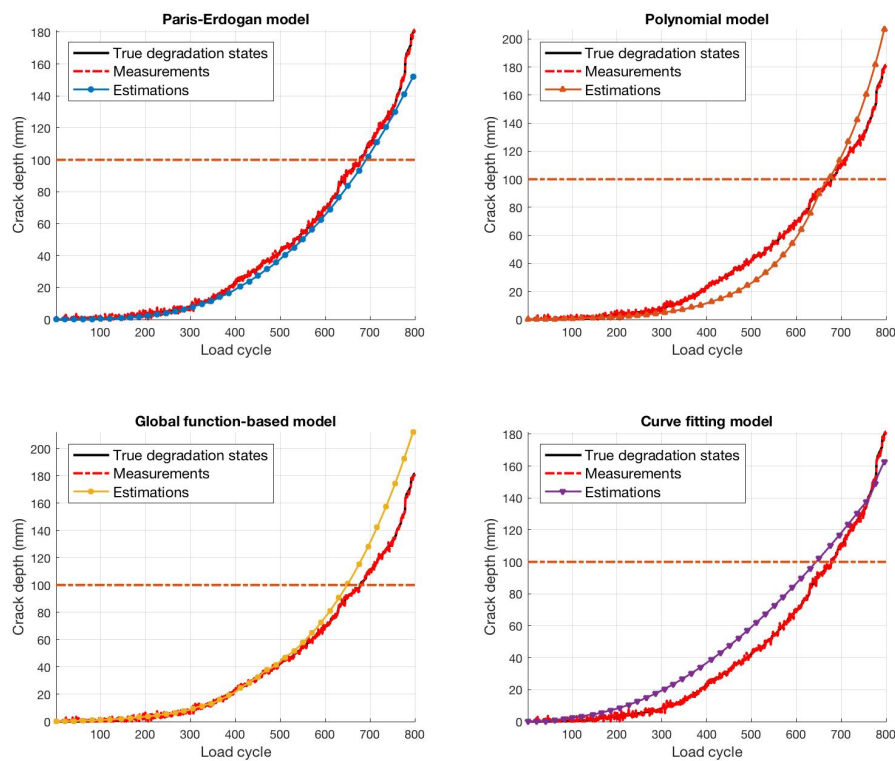 Paris-Erdogan model
180
160
140
120
100
80
60
40
20
0
Crack depth (mm)
True degradation states
Measurements
Estimations
100 200 300 400 500 600 700 800
Load cycle
Polynomial model
200
180
160
140
120
100
80
60
40
20
0
Crack depth (mm)
True degradation states
Measurements
Estimations
100 200 300 400 500 600 700 800
Load cycle
Global function-based model
200
180
160
140
120
100
80
60
40
20
0
Crack depth (mm)
True degradation states
Measurements
Estimations
100 200 300 400 500 600 700 800
Load cycle
Curve fitting model
180
160
140
120
100
80
60
40
20
0
Crack depth (mm)
True degradation states
Measurements
Estimations
100 200 300 400 500 600 700 800
Load cycle